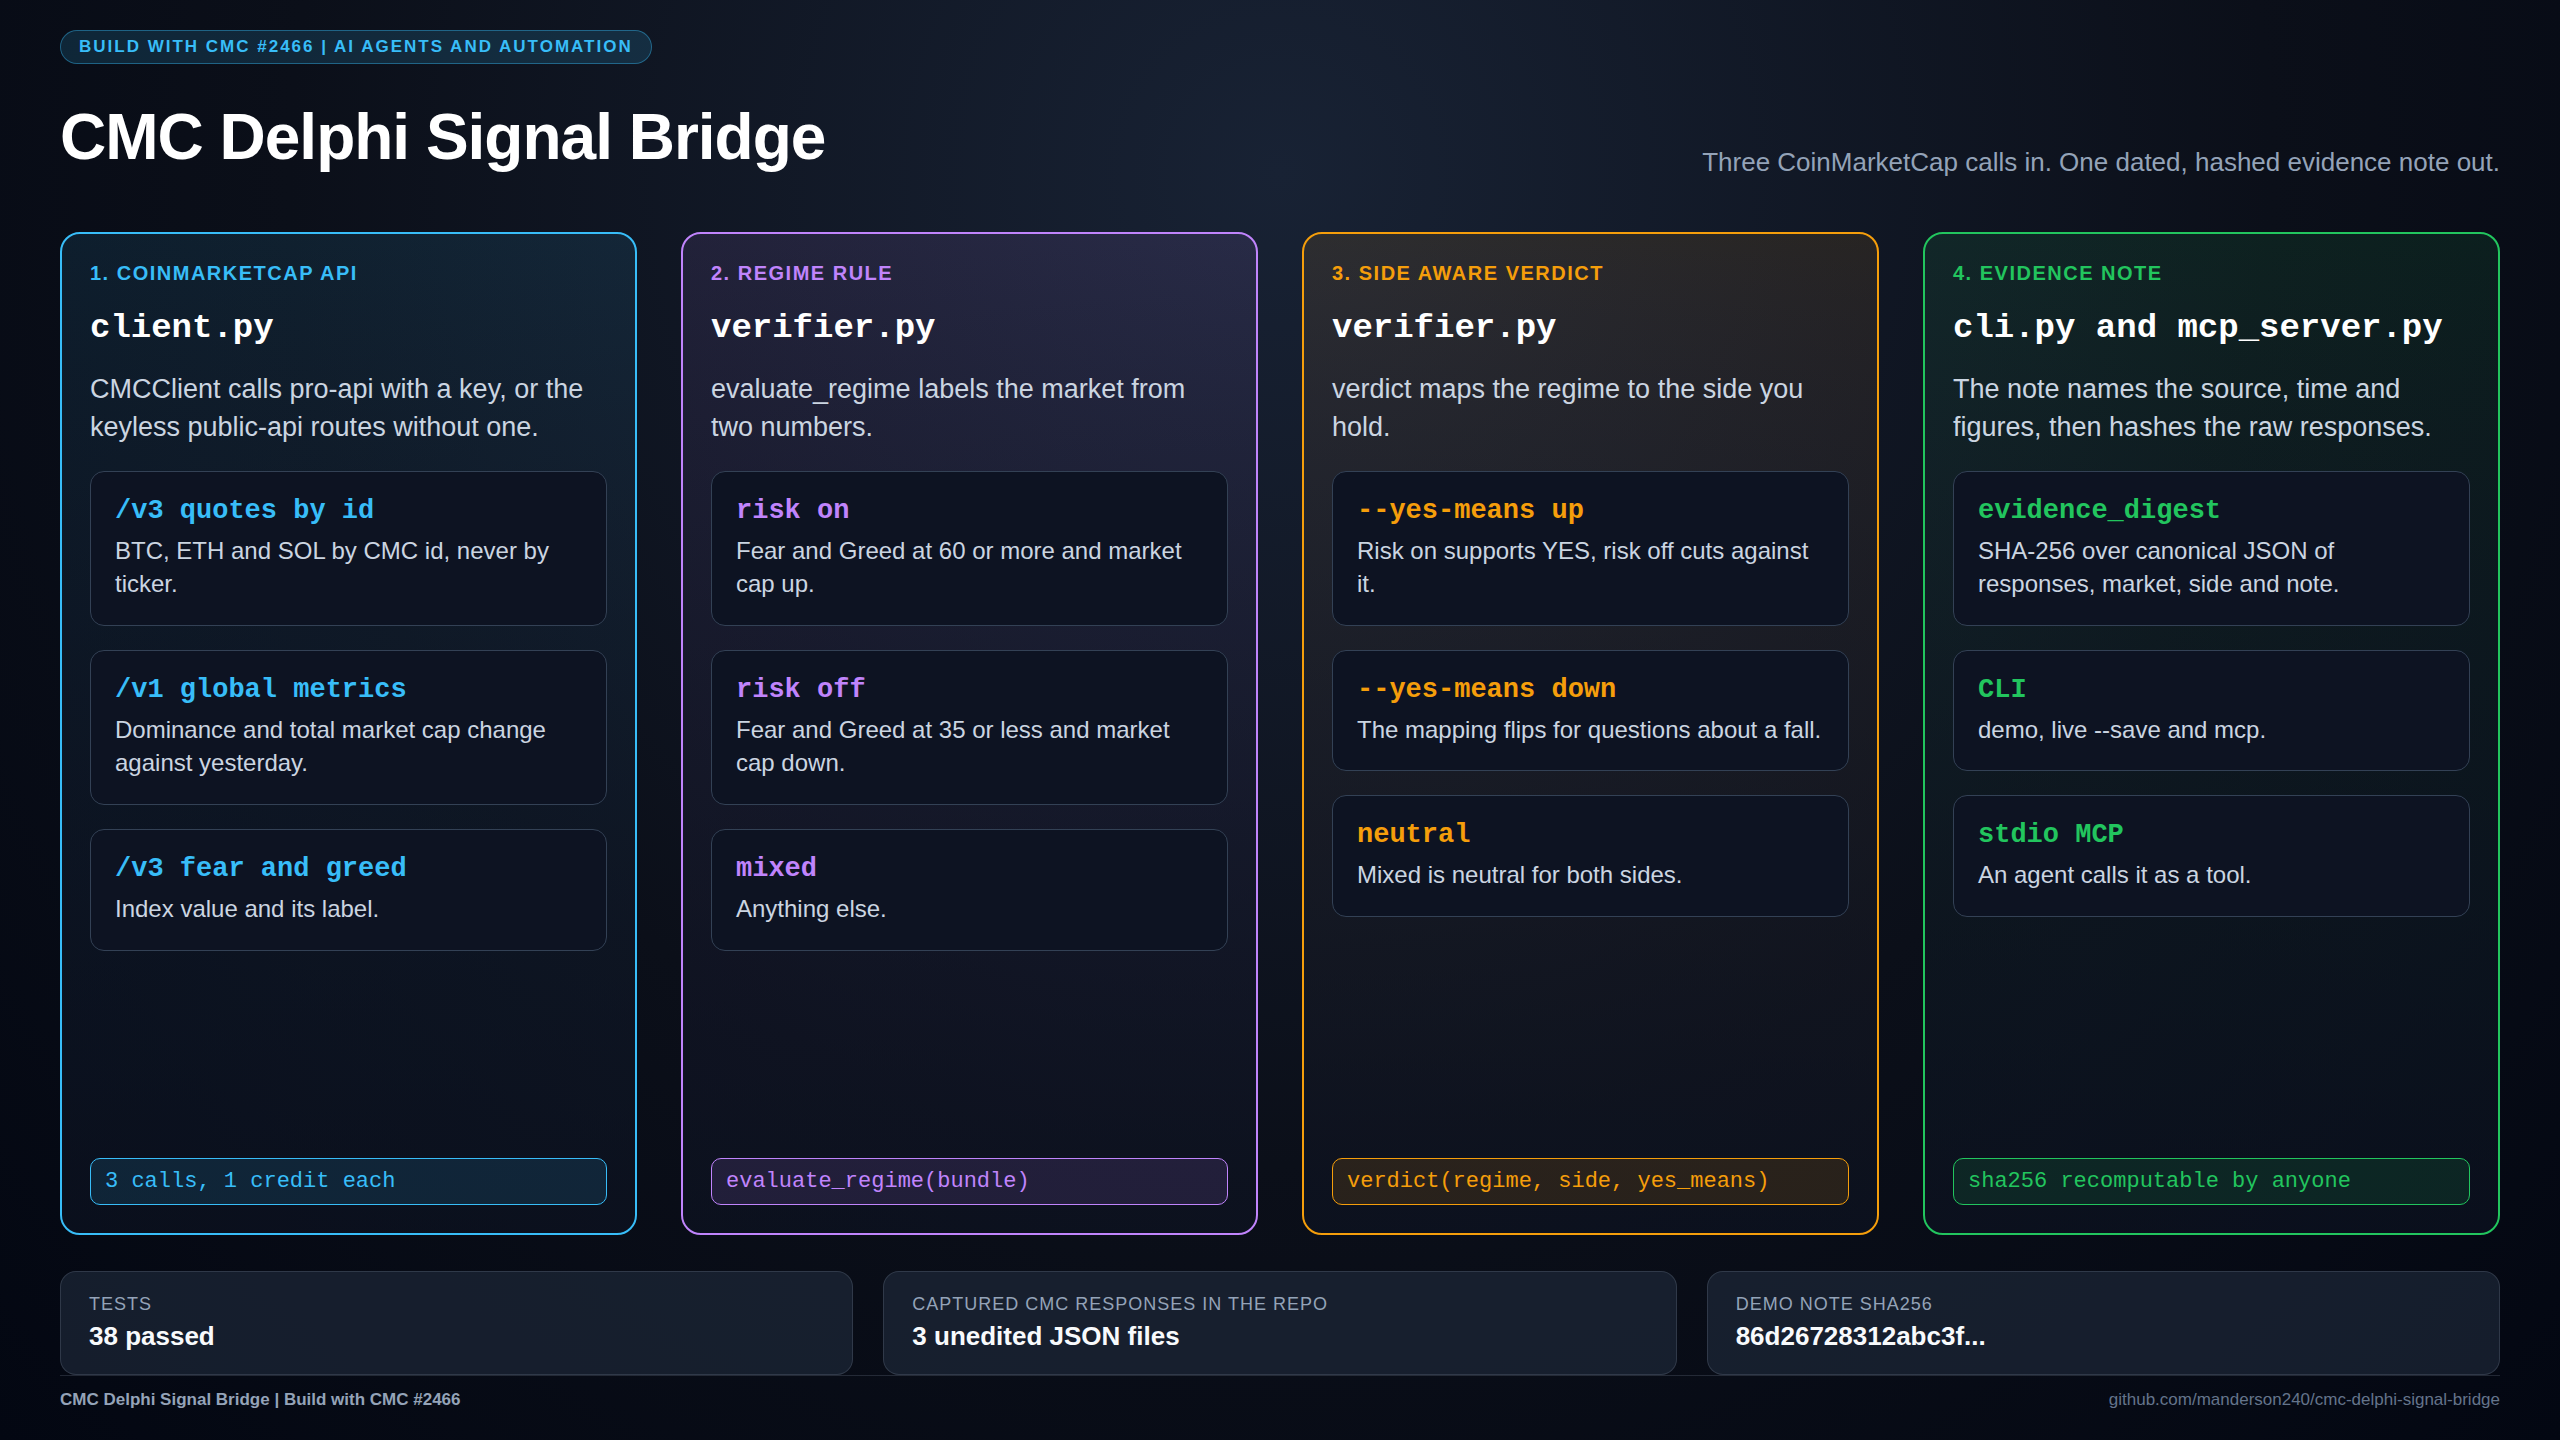 BUILD WITH CMC #2466 | AI AGENTS AND AUTOMATION
CMC Delphi Signal Bridge
Three CoinMarketCap calls in. One dated, hashed evidence note out.
1. COINMARKETCAP API
client.py
CMCClient calls pro-api with a key, or the
keyless public-api routes without one.
/v3 quotes by id
BTC, ETH and SOL by CMC id, never by
ticker.
/v1 global metrics
Dominance and total market cap change
against yesterday.
/v3 fear and greed
Index value and its label.
3 calls, 1 credit each
2. REGIME RULE
verifier.py
evaluate_regime labels the market from
two numbers.
risk on
Fear and Greed at 60 or more and market
cap up.
risk off
Fear and Greed at 35 or less and market
cap down.
mixed
Anything else.
evaluate_regime(bundle)
3. SIDE AWARE VERDICT
verifier.py
verdict maps the regime to the side you
hold.
--yes-means up
Risk on supports YES, risk off cuts against
it.
--yes-means down
The mapping flips for questions about a fall.
neutral
Mixed is neutral for both sides.
verdict(regime, side, yes_means)
4. EVIDENCE NOTE
cli.py and mcp_server.py
The note names the source, time and
figures, then hashes the raw responses.
evidence_digest
SHA-256 over canonical JSON of
responses, market, side and note.
CLI
demo, live --save and mcp.
stdio MCP
An agent calls it as a tool.
sha256 recomputable by anyone
TESTS
38 passed
CAPTURED CMC RESPONSES IN THE REPO
3 unedited JSON files
DEMO NOTE SHA256
86d26728312abc3f...
CMC Delphi Signal Bridge | Build with CMC #2466
github.com/manderson240/cmc-delphi-signal-bridge